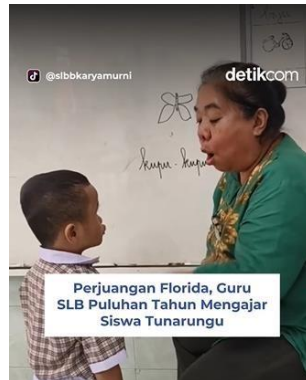 @slbbkaryamurni
detikcom
kupu-kupu
Perjuangan Florida, Guru
SLB Puluhan Tahun Mengajar
Siswa Tunarungu